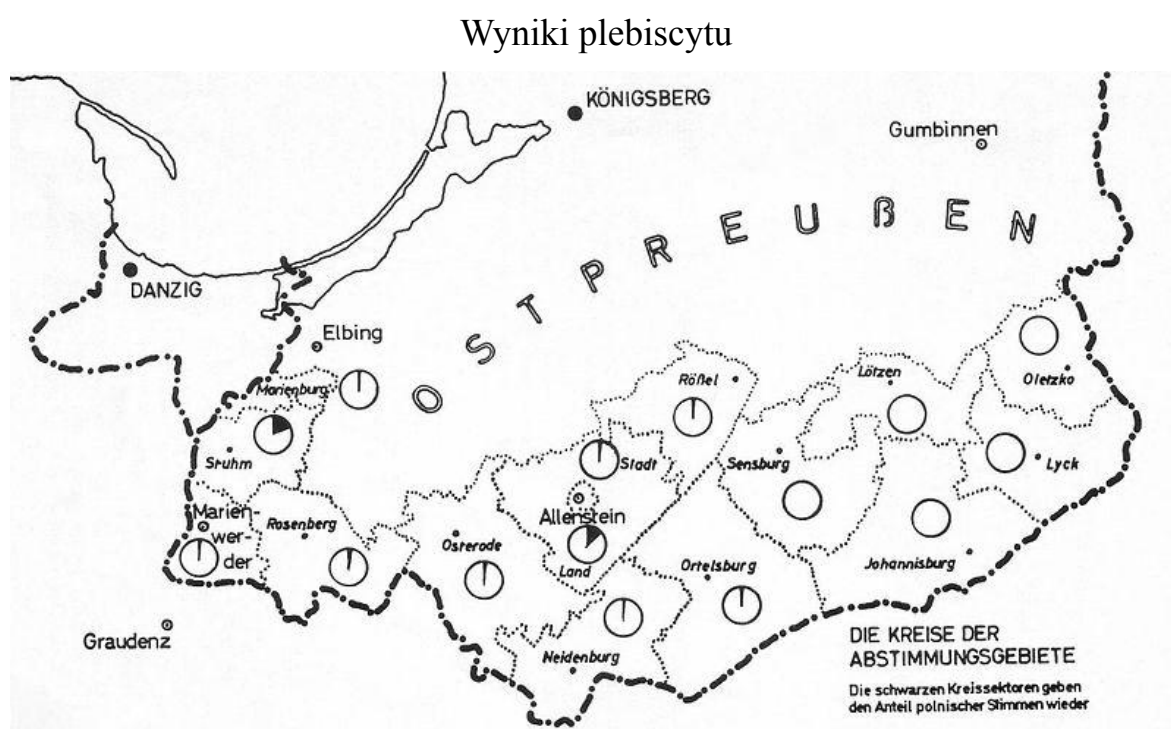 Wyniki plebiscytu
KÖNIGSBERG
Gumbinnen
OSTPREUßEN
DANZIG
Elbing
Marienburg
Rößel
Lötzen
Oletzko
Stuhm
Stadt
Sensburg
Lyck
Allenstein
Marien-
wer-
der
Rosenberg
Osterode
Land
Ortelsburg
Johannisburg
Graudenz
Neidenburg
DIE KREISE DER
ABSTIMMUNGSGEBIETE
Die schwarzen Kreissektoren geben
den Anteil polnischer Stimmen wieder